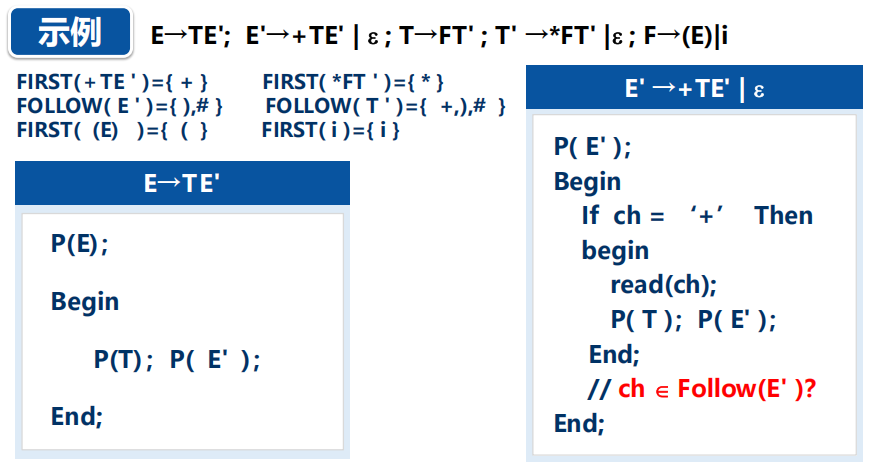 示例 E→TE'; E'→+TE' | ε ; T→FT' ; T' →*FT' |ε ; F→(E)|i
FIRST(+TE ' )={ + } FIRST( *FT ' )={ * }
FOLLOW( E ' )={ ),# } FOLLOW( T ' )={ +,),# }
FIRST( (E) )={ ( } FIRST( i )={ i }
E→TE'
P(E);
Begin
P(T) ; P( E' );
End;
E' →+TE' | ε
P( E' );
Begin
If ch = ‘+’ Then
begin
read(ch);
P( T ); P( E' );
End;
// ch ∈ Follow(E' )?
End;